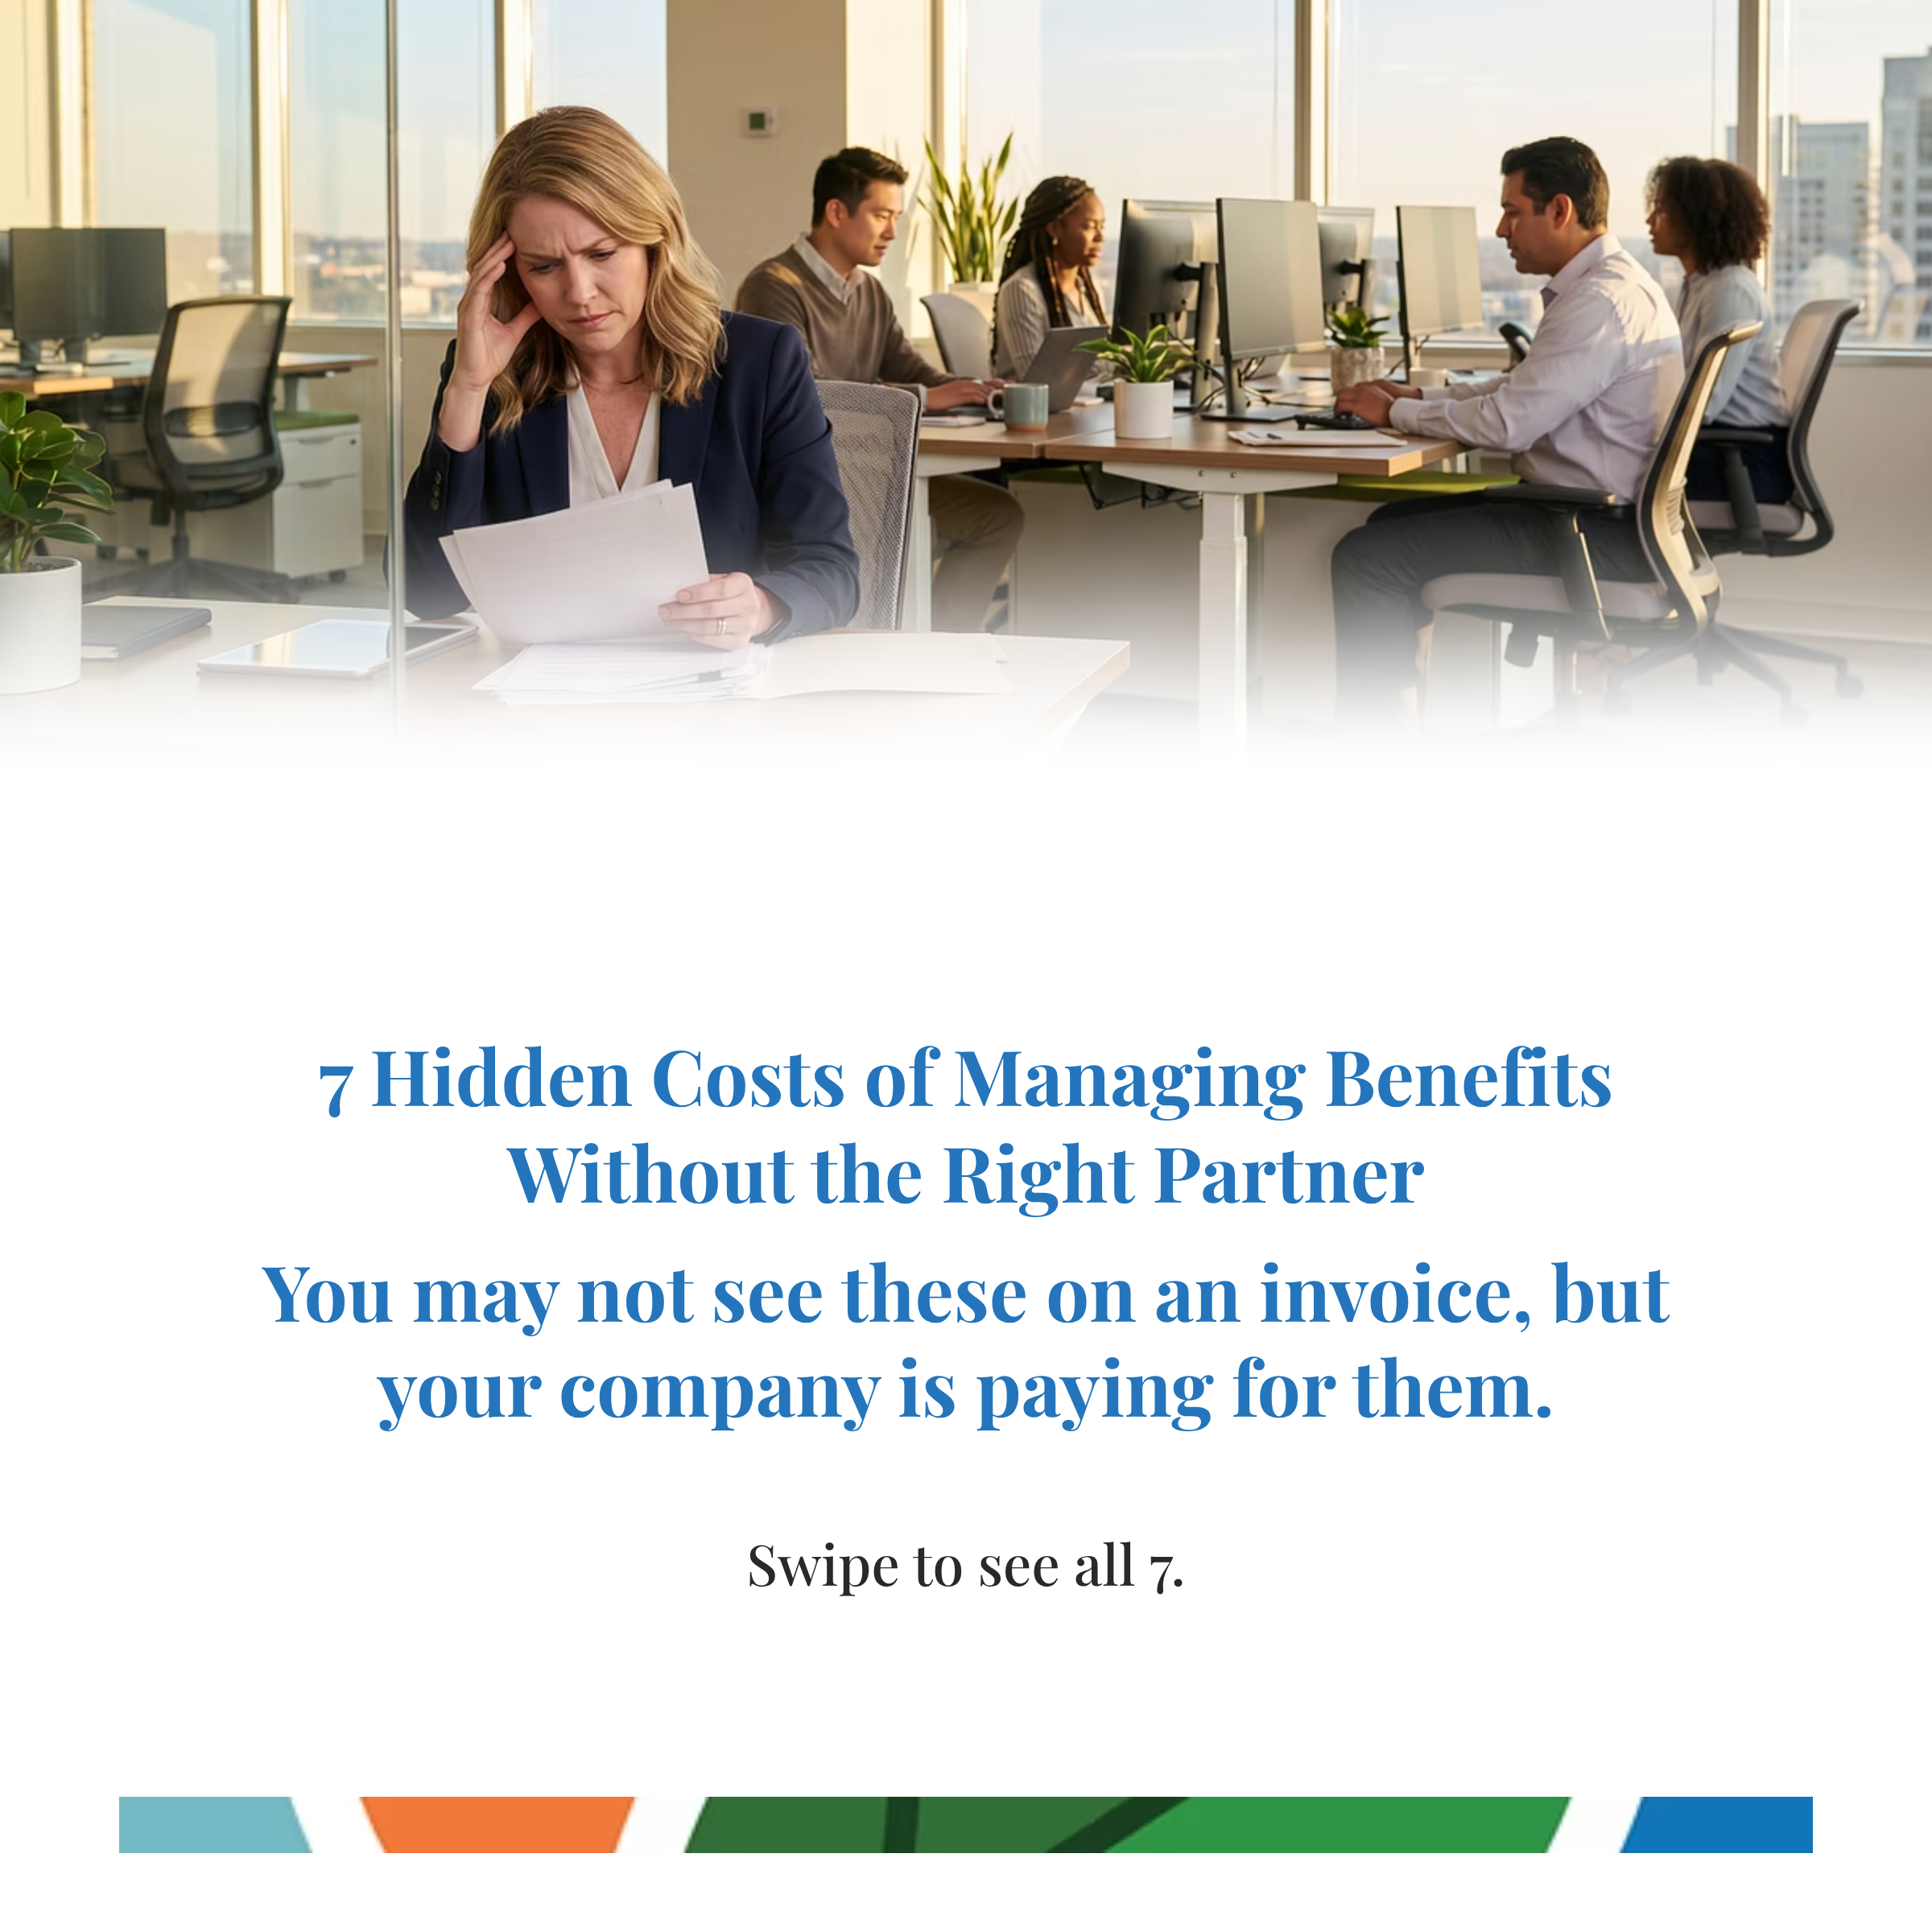 7 Hidden Costs of Managing Benefits
Without the Right Partner
You may not see these on an invoice, but
your company is paying for them.
Swipe to see all 7.